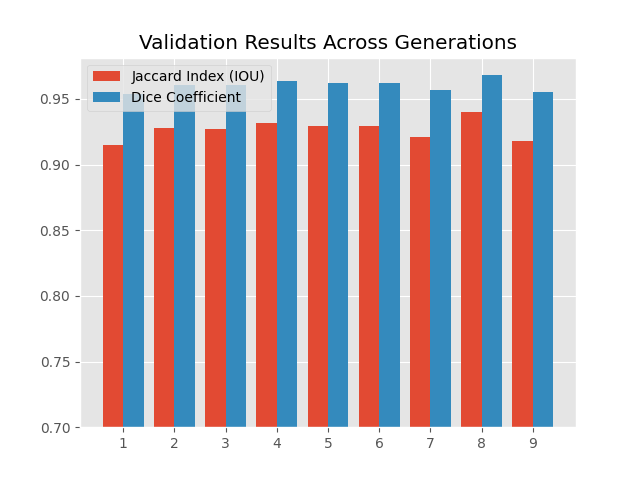 Validation Results Across Generations
Jaccard Index (IOU)
Dice Coefficient
0.95
0.90
0.85
0.80
0.75
0.70
1 2 3 4 5 6 7 8 9